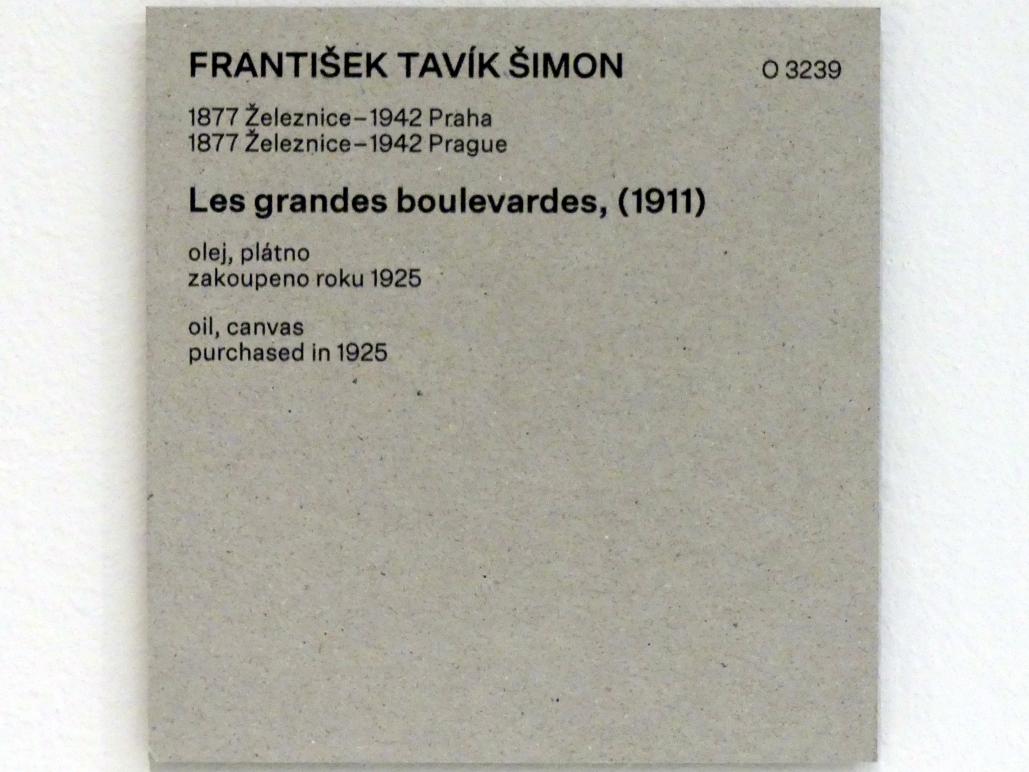 FRANTIŠEK TAVÍK ŠIMON O 3239
1877 Železnice–1942 Praha
1877 Železnice–1942 Prague
Les grandes boulevardes, (1911)
olej, plátno
zakoupeno roku 1925
oil, canvas
purchased in 1925